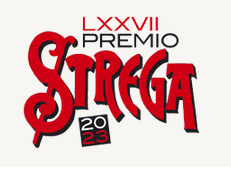 LXXVII
PREMIO
STREGA
20
23